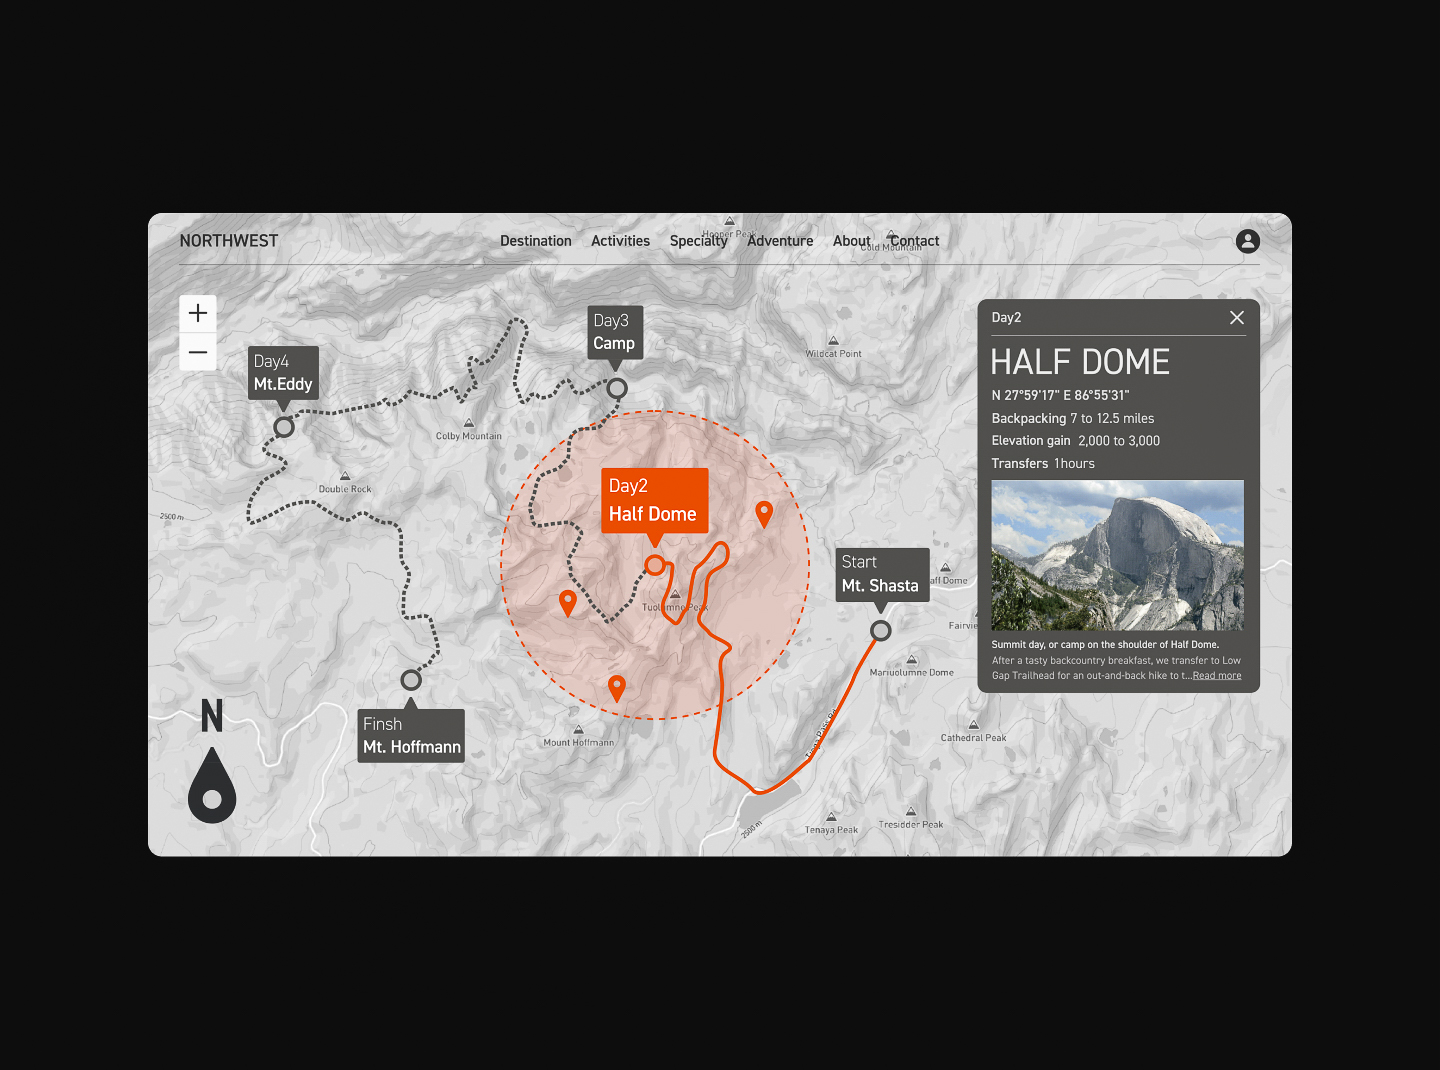 NORTHWEST
Destination Activities Specialty Adventure About Contact
Hooper Peak
Cold Mountain
Day2
HALF DOME
N 27°59'17" E 86°55'31"
Backpacking 7 to 12.5 miles
Elevation gain 2,000 to 3,000
Transfers 1hours
Summit day, or camp on the shoulder of Half Dome.
After a tasty backcountry breakfast, we transfer to Low
Gap Trailhead for an out-and-back hike to t...Read more
Day3
Camp
Day4
Mt.Eddy
Wildcat Point
Colby Mountain
Double Rock
2500 m
Day2
Half Dome
Start
Mt. Shasta
aff Dome
Tuolumne Peak
Fairvie
Mariuolumne Dome
Finsh
Mt. Hoffmann
N
Mount Hoffmann
Tioga Pass Rd
Cathedral Peak
2500 m
Tenaya Peak
Tresidder Peak